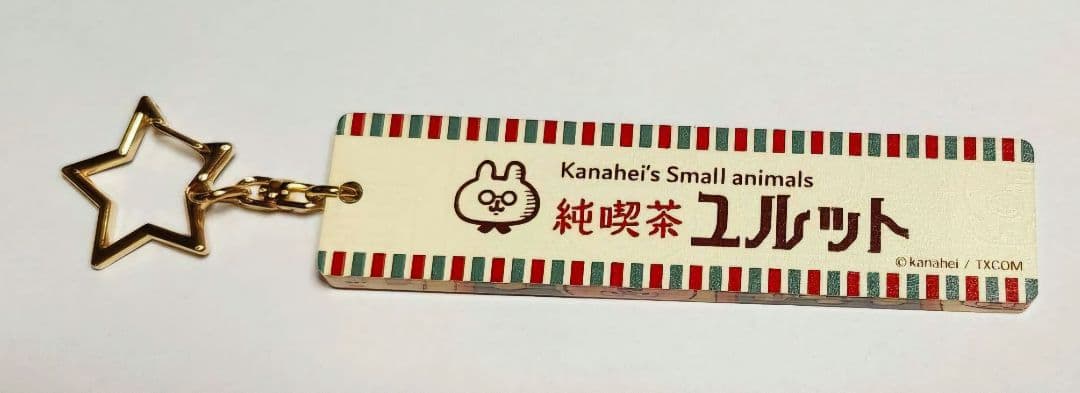 Kanahei's Small animals
純喫茶 ユルット
©kanahei / TXCOM